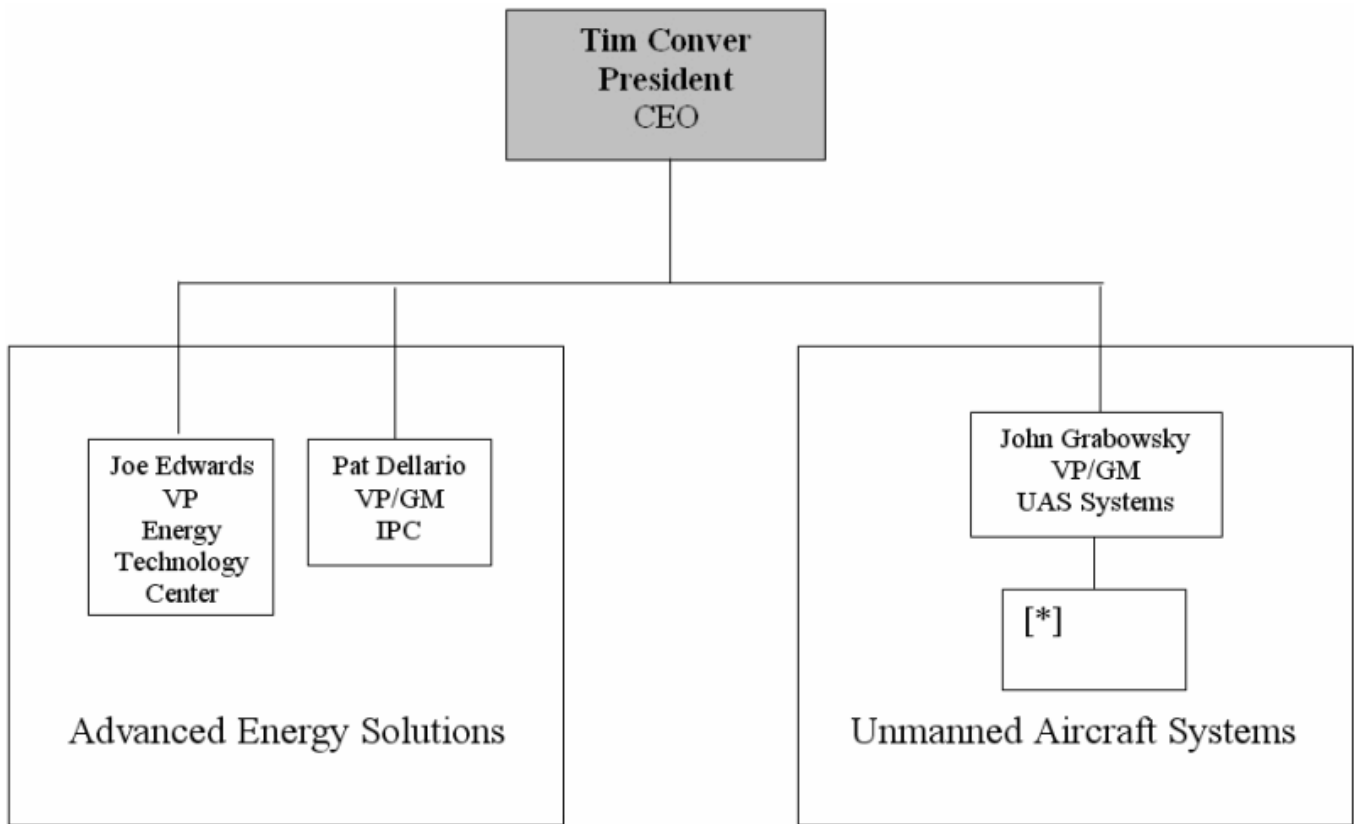 Tim Conver
President
CEO
Joe Edwards
VP
Energy
Technology
Center
Pat Dellario
VP/GM
IPC
Advanced Energy Solutions
John Grabowsky
VP/GM
UAS Systems
[*]
Unmanned Aircraft Systems